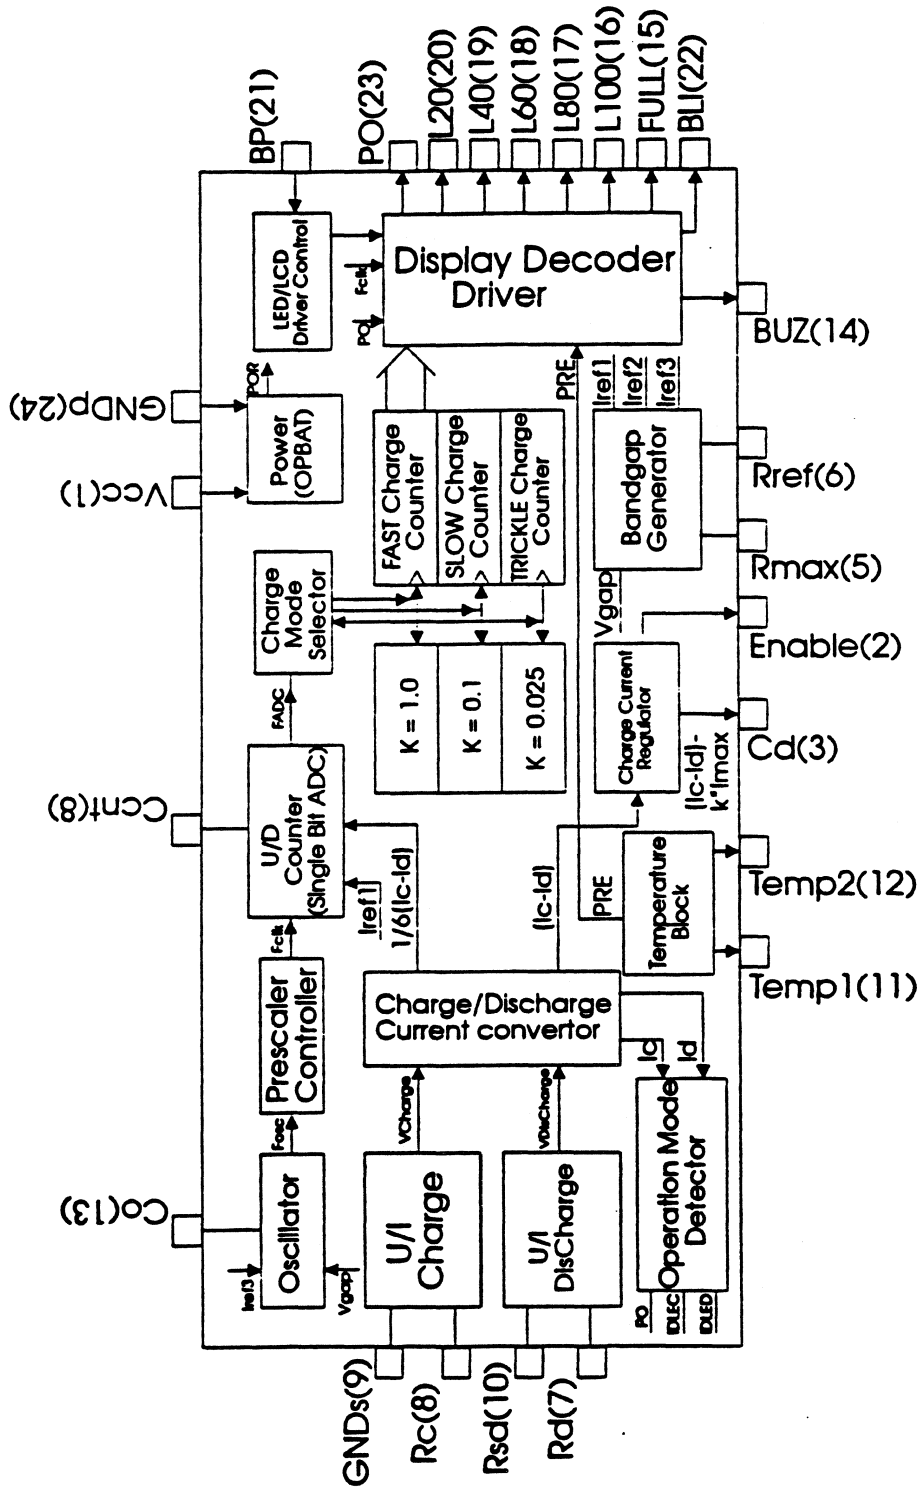 BP(21)
PO(23)
L20(20)
L40(19)
L60(18)
L80(17)
L100(16)
FULL(15)
BLI(22)
LED/LCD
Driver Control
Fclk
PO
Display Decoder
Driver
BUZ(14)
GNDp(24)
Vcc(1)
POR
Power
(OPBAT)
FAST Charge
Counter
SLOW Charge
Counter
TRICKLE Charge
Counter
PRE
Iref1
Iref2
Iref3
Bandgap
Generator
Rref(6)
Rmax(5)
Vgap
Charge
Mode
Selector
FADC
K = 1.0
K = 0.1
K = 0.025
Charge Current
Regulator
Enable(2)
Cd(3)
(Ic-Id)-
k*Imax
Ccnt(8)
U/D
Counter
(Single Bit ADC)
Iref1
1/6(Ic-Id)
(Ic-Id)
PRE
Temperature
Block
Temp2(12)
Temp1(11)
Fclk
Prescaler
Controller
Fosc
Charge/Discharge
Current convertor
Ic
Id
Co(13)
Oscillator
Iref3
Vgap
VCharge
VDisCharge
U/I
Charge
U/I
DisCharge
Operation Mode
Detector
PO
IDLEC
IDLED
GNDs(9)
Rc(8)
Rsd(10)
Rd(7)